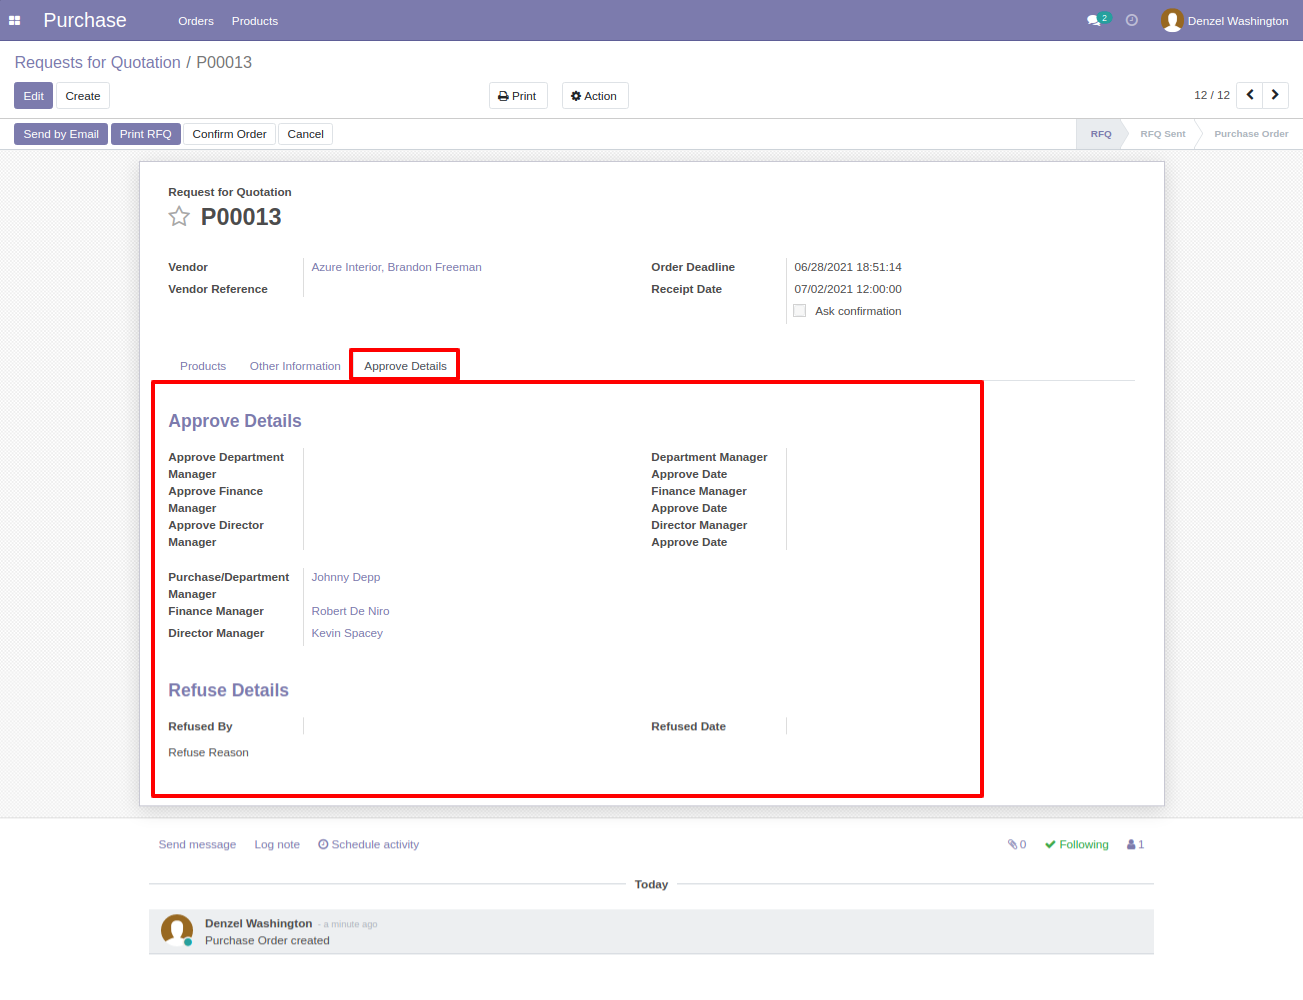 Purchase Orders Products 2 Denzel Washington
Requests for Quotation / P00013
Edit Create Print Action 12 / 12
Send by Email Print RFQ Confirm Order Cancel RFQ RFQ Sent Purchase Order
Request for Quotation
P00013
Vendor Azure Interior, Brandon Freeman Order Deadline 06/28/2021 18:51:14
Vendor Reference Receipt Date 07/02/2021 12:00:00
Ask confirmation
Products Other Information Approve Details
Approve Details
Approve Department Department Manager
Manager Approve Date
Approve Finance Finance Manager
Manager Approve Date
Approve Director Director Manager
Manager Approve Date
Purchase/Department Johnny Depp
Manager
Finance Manager Robert De Niro
Director Manager Kevin Spacey
Refuse Details
Refused By Refused Date
Refuse Reason
Send message Log note Schedule activity 0 Following 1
Today
Denzel Washington - a minute ago
Purchase Order created